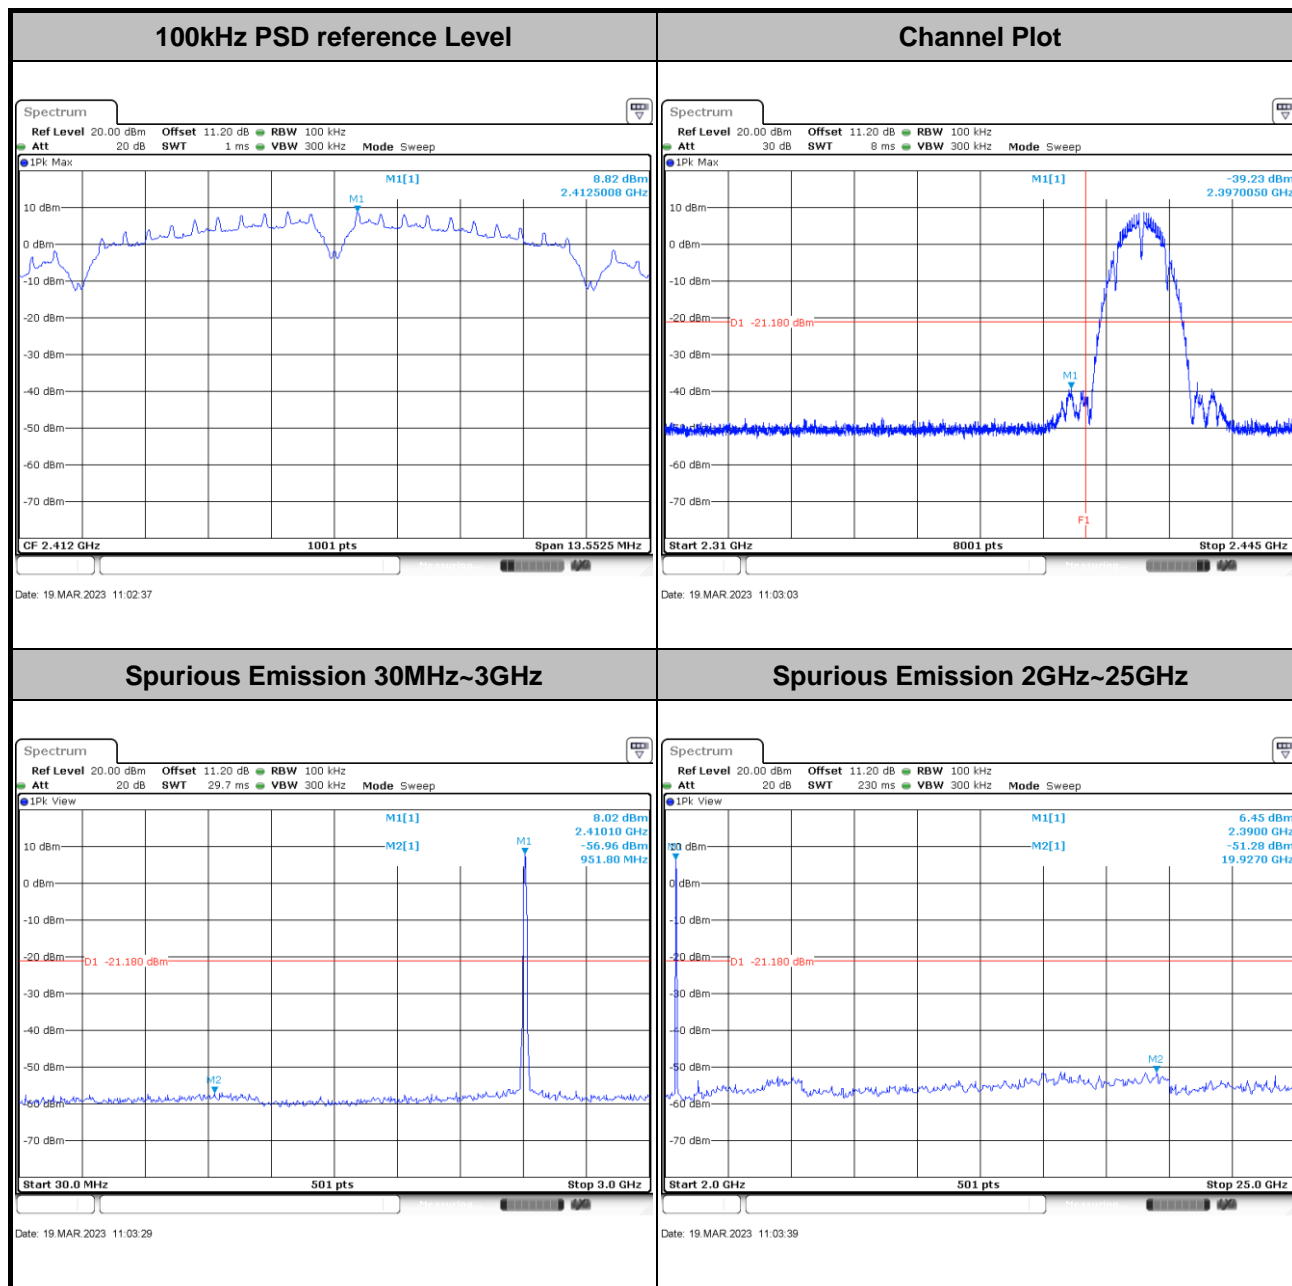 100kHz PSD reference Level
Channel Plot
Spectrum
Ref Level 20.00 dBm Offset 11.20 dB RBW 100 kHz
Att 20 dB SWT 1 ms VBW 300 kHz Mode Sweep
1Pk Max
M1[1] 8.82 dBm
2.4125008 GHz
M1
10 dBm
0 dBm
-10 dBm
-20 dBm
-30 dBm
-40 dBm
-50 dBm
-60 dBm
-70 dBm
CF 2.412 GHz 1001 pts Span 13.5525 MHz
Date: 19.MAR.2023 11:02:37
Spectrum
Ref Level 20.00 dBm Offset 11.20 dB RBW 100 kHz
Att 30 dB SWT 8 ms VBW 300 kHz Mode Sweep
1Pk Max
M1[1] -39.23 dBm
2.3970050 GHz
10 dBm
0 dBm
-10 dBm
-20 dBm
D1 -21.180 dBm
-30 dBm
M1
-40 dBm
-50 dBm
-60 dBm
-70 dBm
F1
Start 2.31 GHz 8001 pts Stop 2.445 GHz
Date: 19.MAR.2023 11:03:03
Spurious Emission 30MHz~3GHz
Spurious Emission 2GHz~25GHz
Spectrum
Ref Level 20.00 dBm Offset 11.20 dB RBW 100 kHz
Att 20 dB SWT 29.7 ms VBW 300 kHz Mode Sweep
1Pk View
M1[1] 8.02 dBm
2.41010 GHz
M2[1] -56.96 dBm
951.80 MHz
M1
10 dBm
0 dBm
-10 dBm
-20 dBm
D1 -21.180 dBm
-30 dBm
-40 dBm
-50 dBm
M2
-60 dBm
-70 dBm
Start 30.0 MHz 501 pts Stop 3.0 GHz
Date: 19.MAR.2023 11:03:29
Spectrum
Ref Level 20.00 dBm Offset 11.20 dB RBW 100 kHz
Att 20 dB SWT 230 ms VBW 300 kHz Mode Sweep
1Pk View
M1[1] 6.45 dBm
2.3900 GHz
M2[1] -51.28 dBm
19.9270 GHz
10 dBm
0 dBm
-10 dBm
-20 dBm
D1 -21.180 dBm
-30 dBm
-40 dBm
-50 dBm
M2
-60 dBm
-70 dBm
Start 2.0 GHz 501 pts Stop 25.0 GHz
Date: 19.MAR.2023 11:03:39